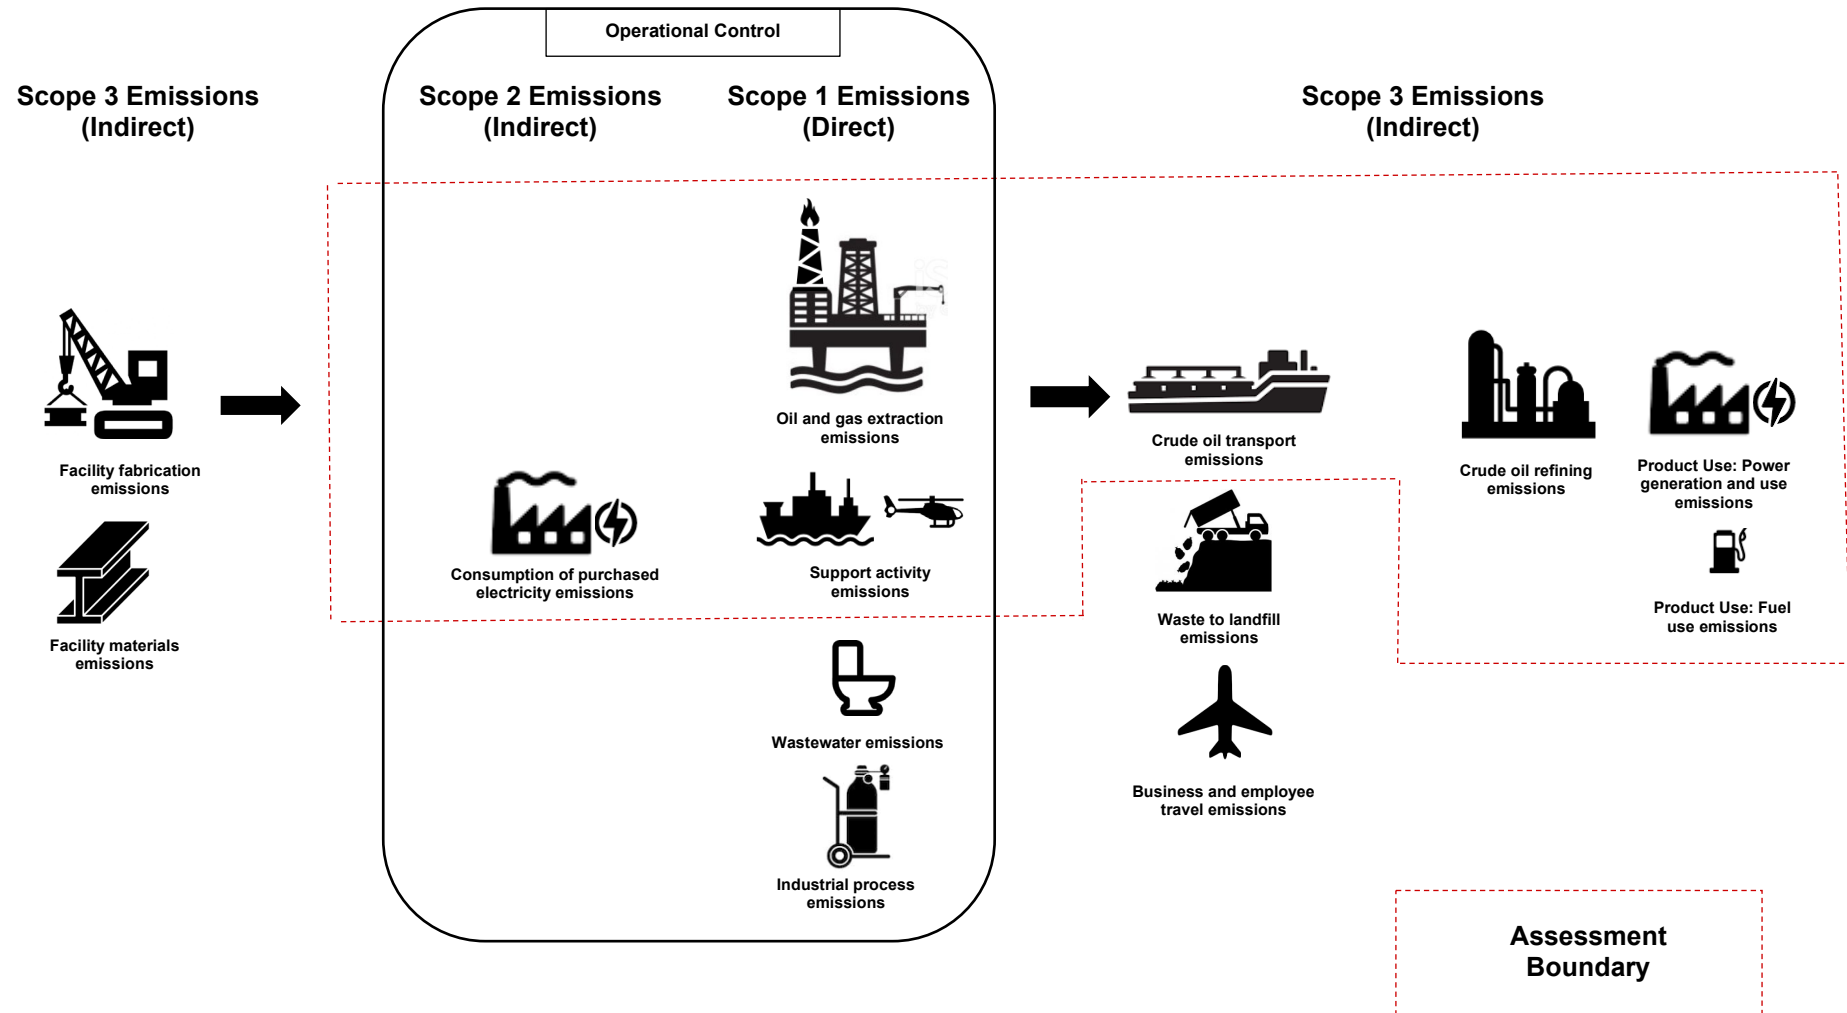 Operational Control
Scope 3 Emissions
(Indirect)
Scope 2 Emissions
(Indirect)
Scope 1 Emissions
(Direct)
Scope 3 Emissions
(Indirect)
Facility fabrication
emissions
Facility materials
emissions
Consumption of purchased
electricity emissions
Oil and gas extraction
emissions
Support activity
emissions
Wastewater emissions
Industrial process
emissions
Crude oil transport
emissions
Waste to landfill
emissions
Business and employee
travel emissions
Crude oil refining
emissions
Product Use: Power
generation and use
emissions
Product Use: Fuel
use emissions
Assessment
Boundary